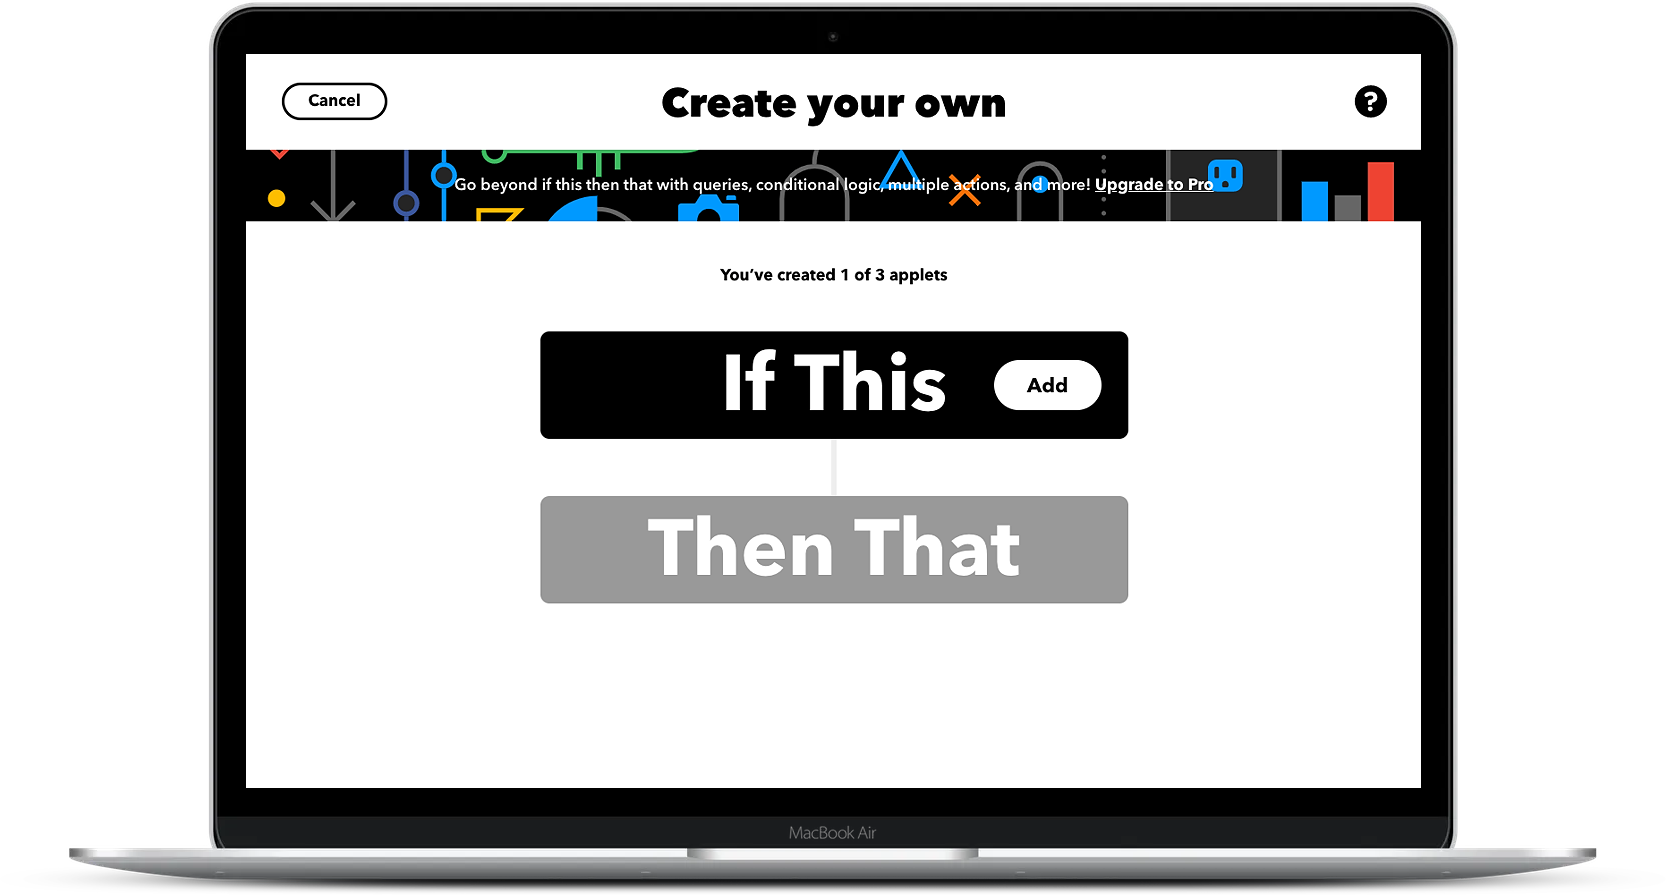 Cancel
Create your own
?
Go beyond if this then that with queries, conditional logic, multiple actions, and more! Upgrade to Pro
You’ve created 1 of 3 applets
If This
Add
Then That
MacBook Air